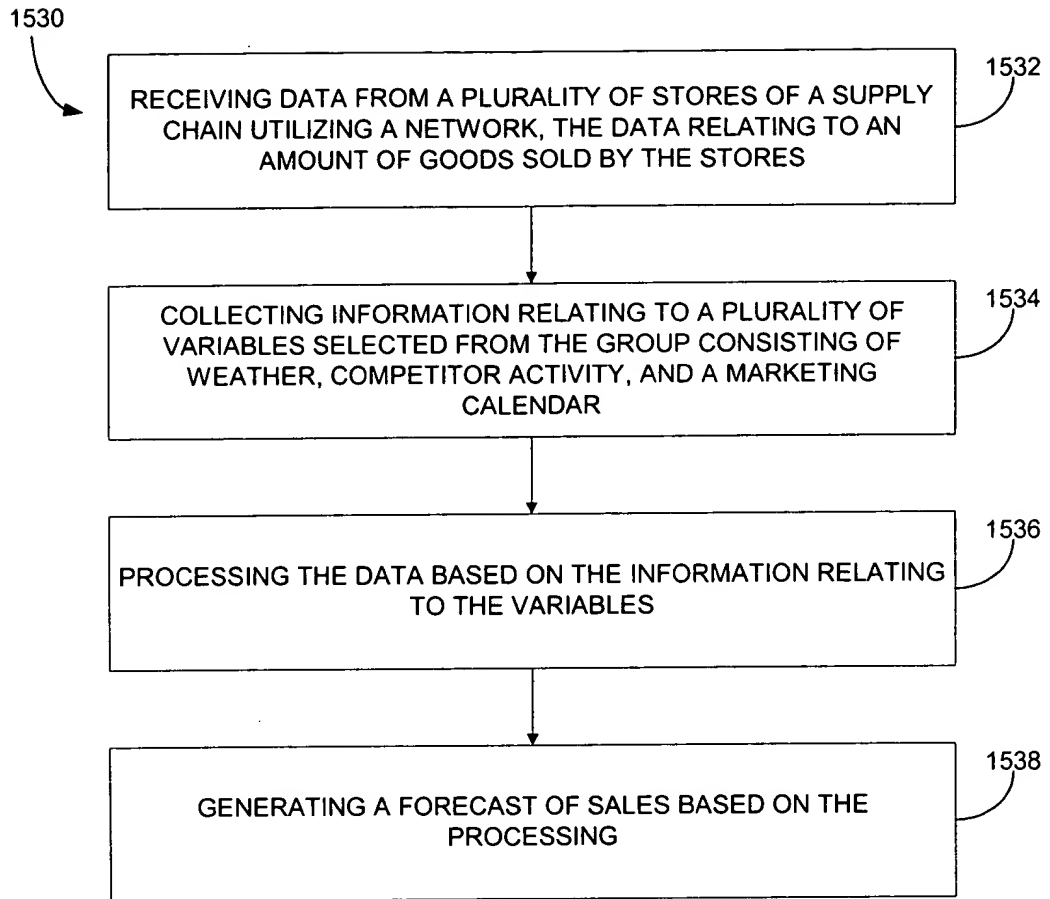 1530
1532
RECEIVING DATA FROM A PLURALITY OF STORES OF A SUPPLY
CHAIN UTILIZING A NETWORK, THE DATA RELATING TO AN
AMOUNT OF GOODS SOLD BY THE STORES
1534
COLLECTING INFORMATION RELATING TO A PLURALITY OF
VARIABLES SELECTED FROM THE GROUP CONSISTING OF
WEATHER, COMPETITOR ACTIVITY, AND A MARKETING
CALENDAR
1536
PROCESSING THE DATA BASED ON THE INFORMATION RELATING
TO THE VARIABLES
1538
GENERATING A FORECAST OF SALES BASED ON THE
PROCESSING